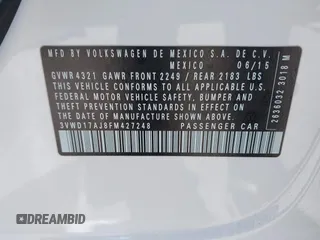 MFD BY VOLKSWAGEN DE MEXICO S.A. DE C.V.
MEXICO 06/15
GVWR 4321 GAWR FRONT 2249 / REAR 2183 LBS
THIS VEHICLE CONFORMS TO ALL APPLICABLE U.S.
FEDERAL MOTOR VEHICLE SAFETY, BUMPER AND
THEFT PREVENTION STANDARDS IN EFFECT ON THE
DATE OF MANUFACTURE SHOWN ABOVE.
3VWD17AJ8FM427248 PASSENGER CAR
2636032 3018 M
DREAMBID
DREAMBID